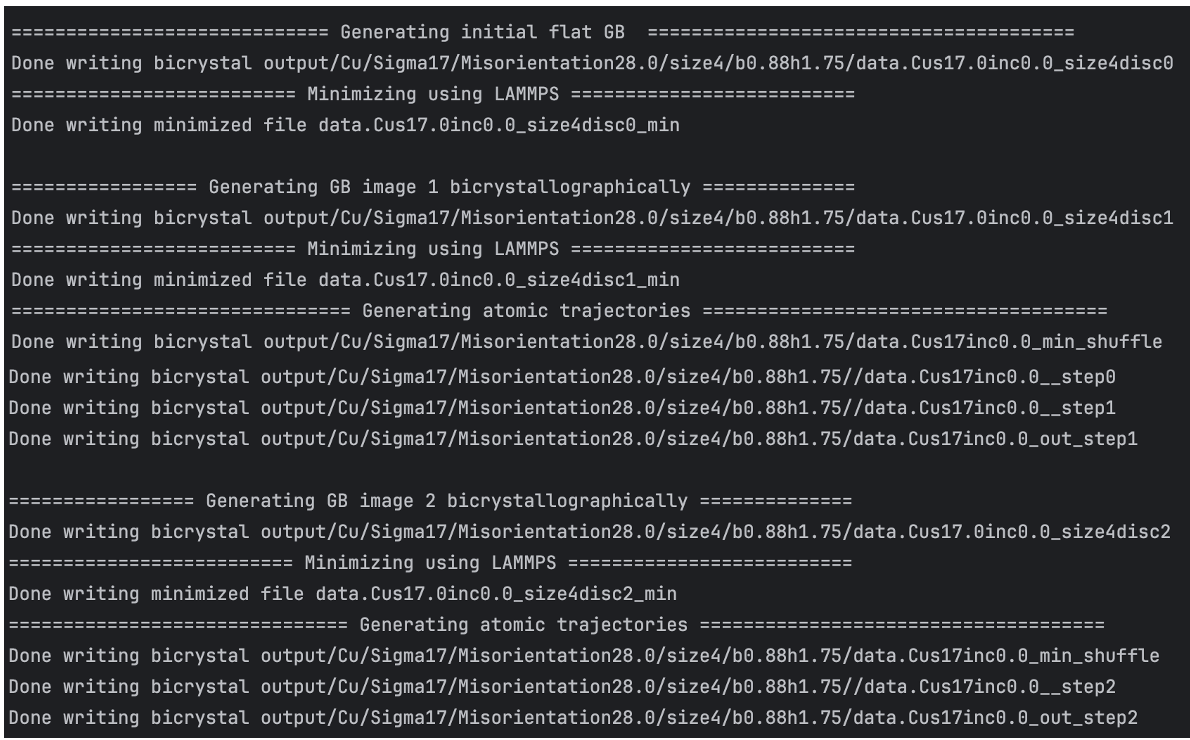 ============================= Generating initial flat GB  =======================================
Done writing bicrystal output/Cu/Sigma17/Misorientation28.0/size4/b0.88h1.75/data.Cus17.0inc0.0_size4disc0
========================== Minimizing using LAMMPS ==========================
Done writing minimized file data.Cus17.0inc0.0_size4disc0_min
================= Generating GB image 1 bicrystallographically ==============
Done writing bicrystal output/Cu/Sigma17/Misorientation28.0/size4/b0.88h1.75/data.Cus17.0inc0.0_size4disc1
========================== Minimizing using LAMMPS ==========================
Done writing minimized file data.Cus17.0inc0.0_size4disc1_min
=============================== Generating atomic trajectories =====================================
Done writing bicrystal output/Cu/Sigma17/Misorientation28.0/size4/b0.88h1.75/data.Cus17inc0.0_min_shuffle
Done writing bicrystal output/Cu/Sigma17/Misorientation28.0/size4/b0.88h1.75//data.Cus17inc0.0__step0
Done writing bicrystal output/Cu/Sigma17/Misorientation28.0/size4/b0.88h1.75//data.Cus17inc0.0__step1
Done writing bicrystal output/Cu/Sigma17/Misorientation28.0/size4/b0.88h1.75/data.Cus17inc0.0_out_step1
================= Generating GB image 2 bicrystallographically ==============
Done writing bicrystal output/Cu/Sigma17/Misorientation28.0/size4/b0.88h1.75/data.Cus17.0inc0.0_size4disc2
========================== Minimizing using LAMMPS ==========================
Done writing minimized file data.Cus17.0inc0.0_size4disc2_min
=============================== Generating atomic trajectories =====================================
Done writing bicrystal output/Cu/Sigma17/Misorientation28.0/size4/b0.88h1.75/data.Cus17inc0.0_min_shuffle
Done writing bicrystal output/Cu/Sigma17/Misorientation28.0/size4/b0.88h1.75//data.Cus17inc0.0__step2
Done writing bicrystal output/Cu/Sigma17/Misorientation28.0/size4/b0.88h1.75/data.Cus17inc0.0_out_step2